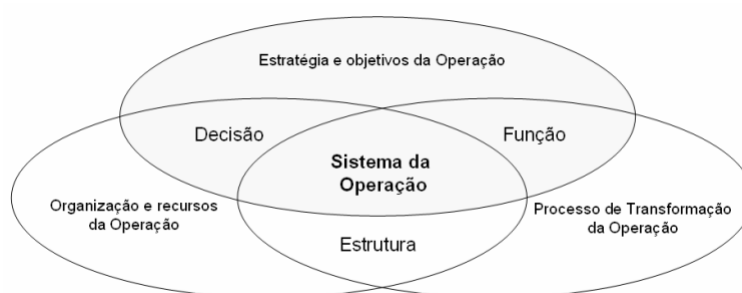 Estratégia e objetivos da Operação
Decisão
Função
Sistema da
Operação
Organização e recursos
da Operação
Processo de Transformação
da Operação
Estrutura